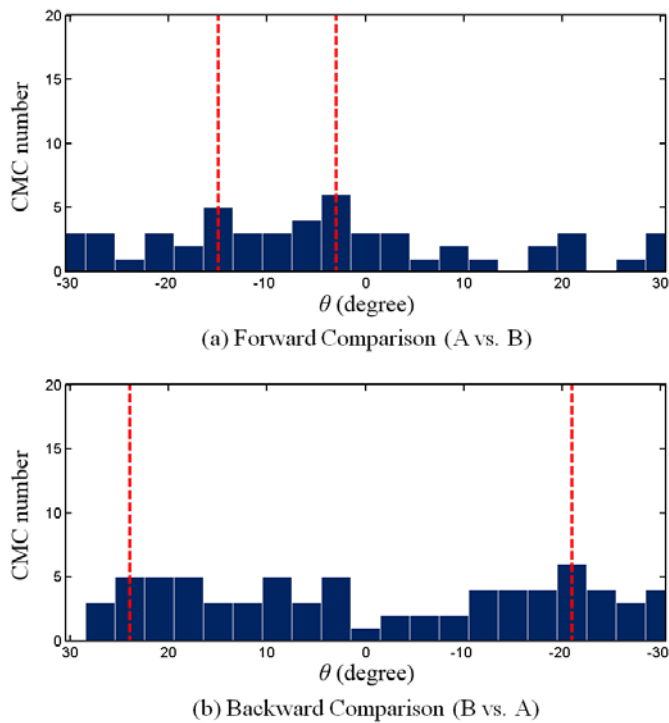 20
15
10
5
0
CMC number
-30 -20 -10 0 10 20 30
θ (degree)
(a) Forward Comparison (A vs. B)
20
15
10
5
0
CMC number
30 20 10 0 -10 -20 -30
θ (degree)
(b) Backward Comparison (B vs. A)